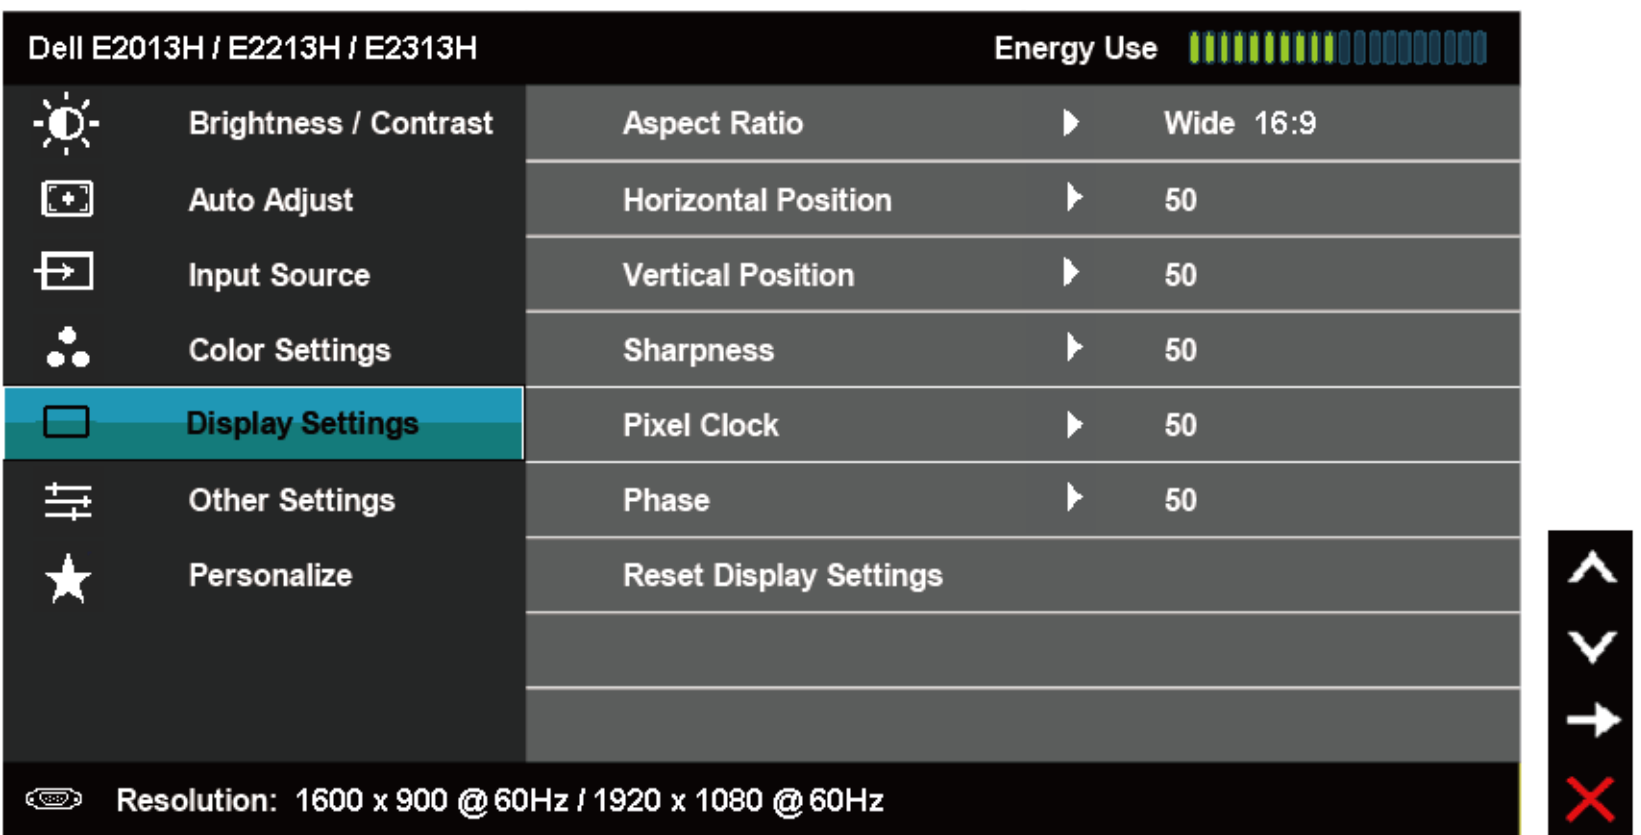 Dell E2013H / E2213H / E2313H
Energy Use
Brightness / Contrast
Aspect Ratio
Wide 16:9
Auto Adjust
Horizontal Position
50
Input Source
Vertical Position
50
Color Settings
Sharpness
50
Display Settings
Pixel Clock
50
Other Settings
Phase
50
Personalize
Reset Display Settings
Resolution: 1600 x 900 @ 60Hz / 1920 x 1080 @ 60Hz